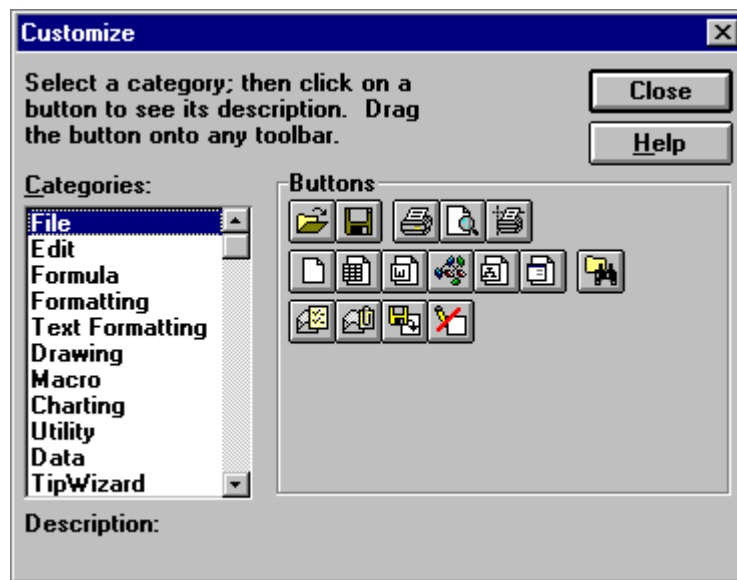 Customize
Select a category; then click on a
button to see its description. Drag
the button onto any toolbar.
Close
Help
Categories:
Buttons
File
Edit
Formula
Formatting
Text Formatting
Drawing
Macro
Charting
Utility
Data
TipWizard
Description: